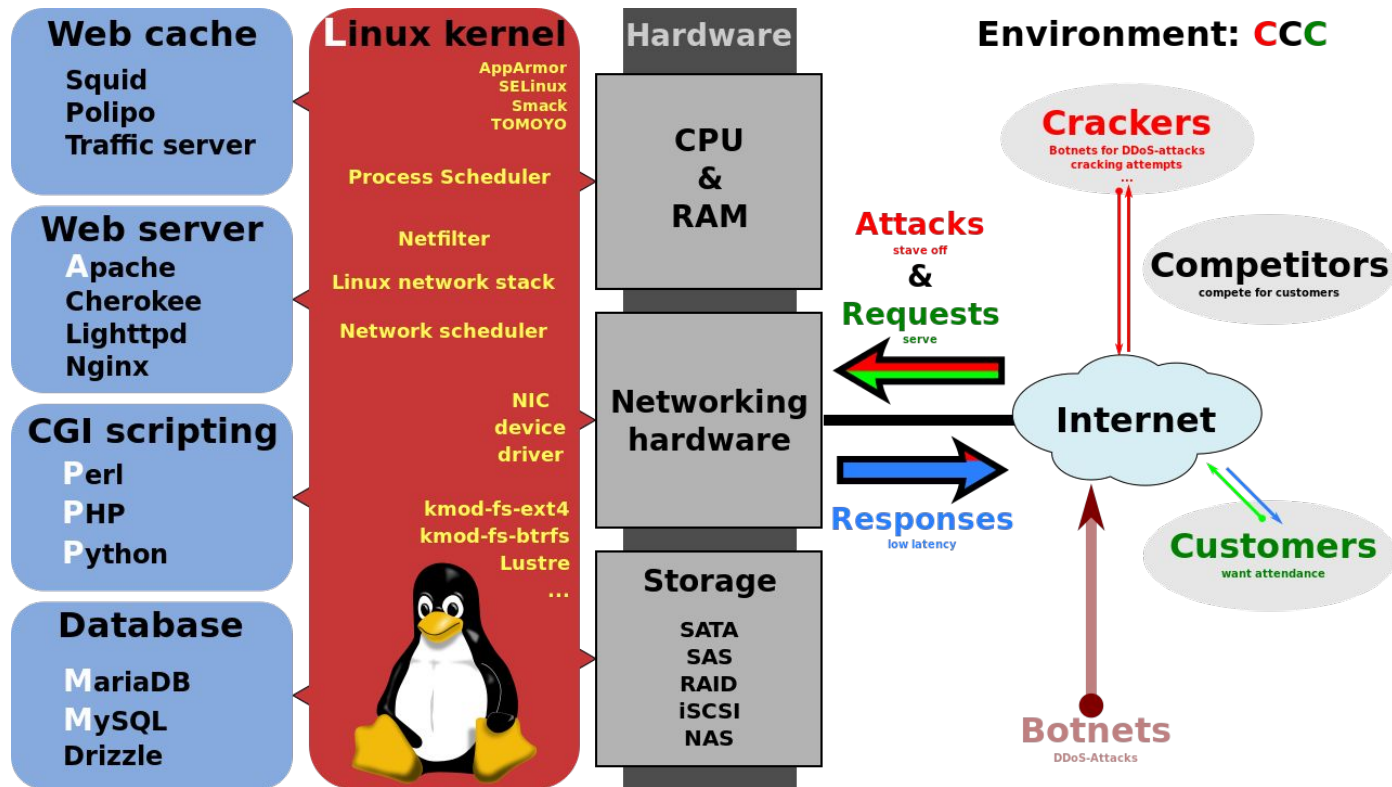 Web cache
Squid
Polipo
Traffic server
Web server
Apache
Cherokee
Lighttpd
Nginx
CGI scripting
Perl
PHP
Python
Database
MariaDB
MySQL
Drizzle
Linux kernel
AppArmor
SELinux
Smack
TOMOYO
Process Scheduler
Netfilter
Linux network stack
Network scheduler
NIC
device
driver
kmod-fs-ext4
kmod-fs-btrfs
Lustre
...
Hardware
CPU
&
RAM
Networking
hardware
Storage
SATA
SAS
RAID
iSCSI
NAS
Attacks
stave off
&
Requests
serve
Responses
low latency
Environment: CCC
Crackers
Botnets for DDoS-attacks
cracking attempts
...
Competitors
compete for customers
Internet
Customers
want attendance
Botnets
DDoS-Attacks